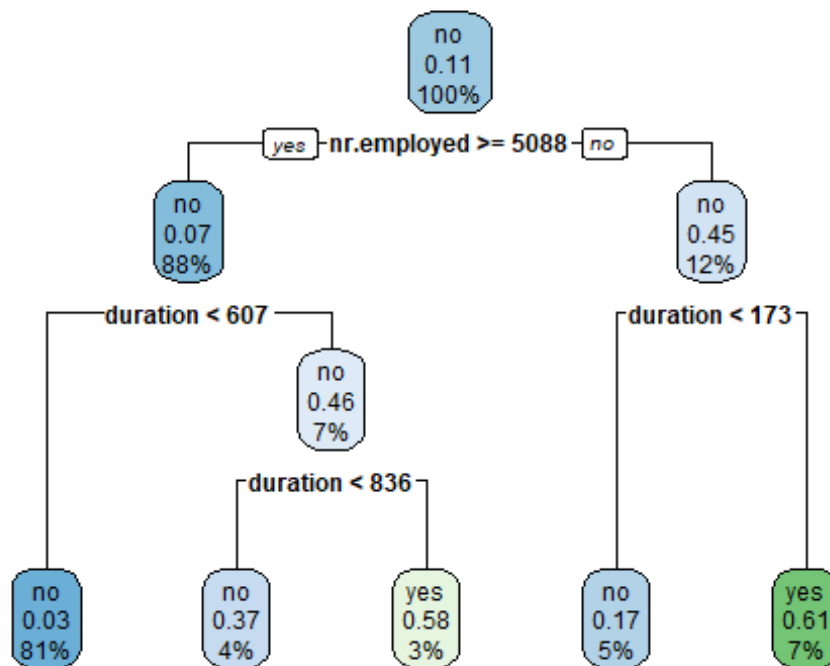 no
0.11
100%
yes nr.employed >= 5088 no
no
0.07
88%
no
0.45
12%
duration < 607
duration < 173
no
0.46
7%
duration < 836
no
0.03
81%
no
0.37
4%
yes
0.58
3%
no
0.17
5%
yes
0.61
7%